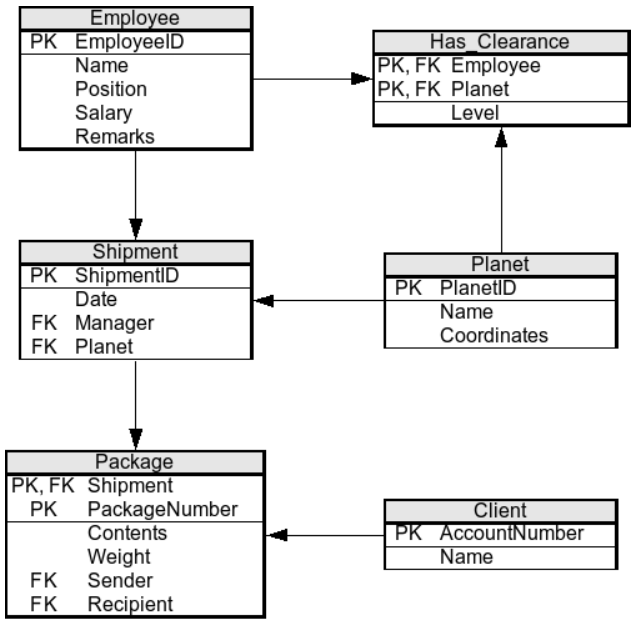 Employee
PK EmployeeID
Name
Position
Salary
Remarks
Has_Clearance
PK, FK Employee
PK, FK Planet
Level
Shipment
PK ShipmentID
Date
FK Manager
FK Planet
Planet
PK PlanetID
Name
Coordinates
Package
PK, FK Shipment
PK PackageNumber
Contents
Weight
FK Sender
FK Recipient
Client
PK AccountNumber
Name